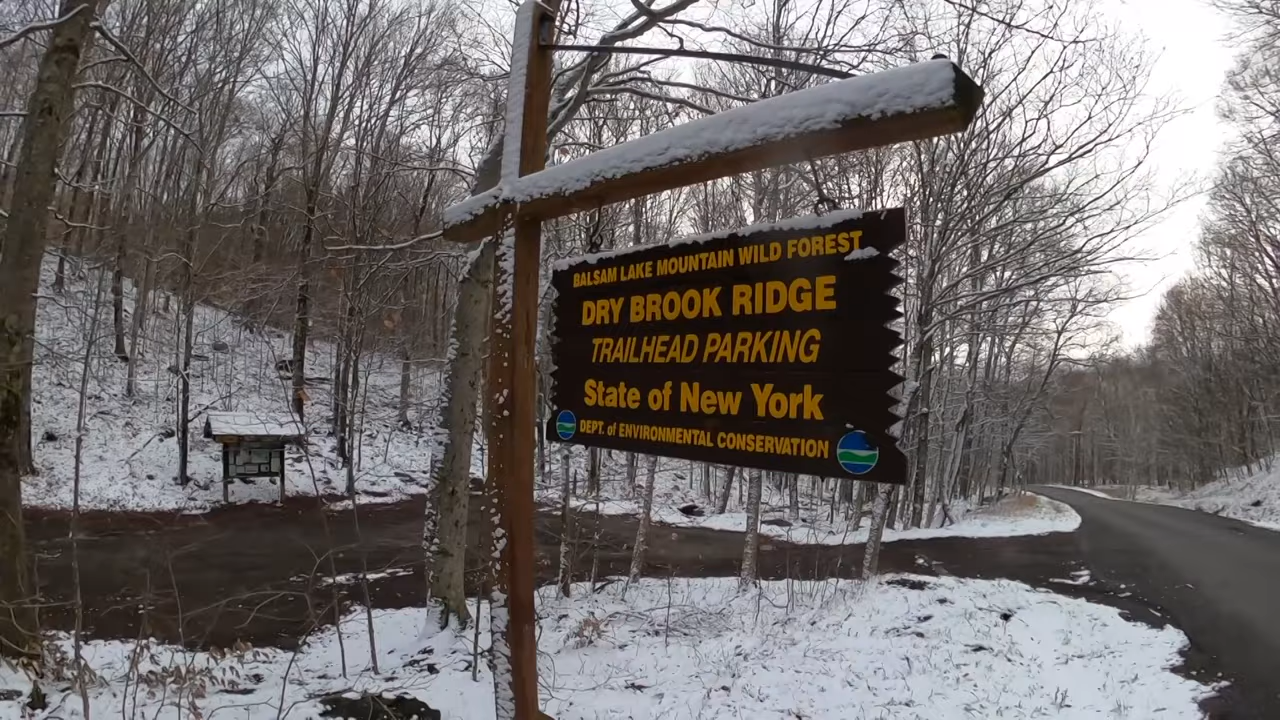 BALSAM LAKE MOUNTAIN WILD FOREST
DRY BROOK RIDGE
TRAILHEAD PARKING
State of New York
DEPT. of ENVIRONMENTAL CONSERVATION